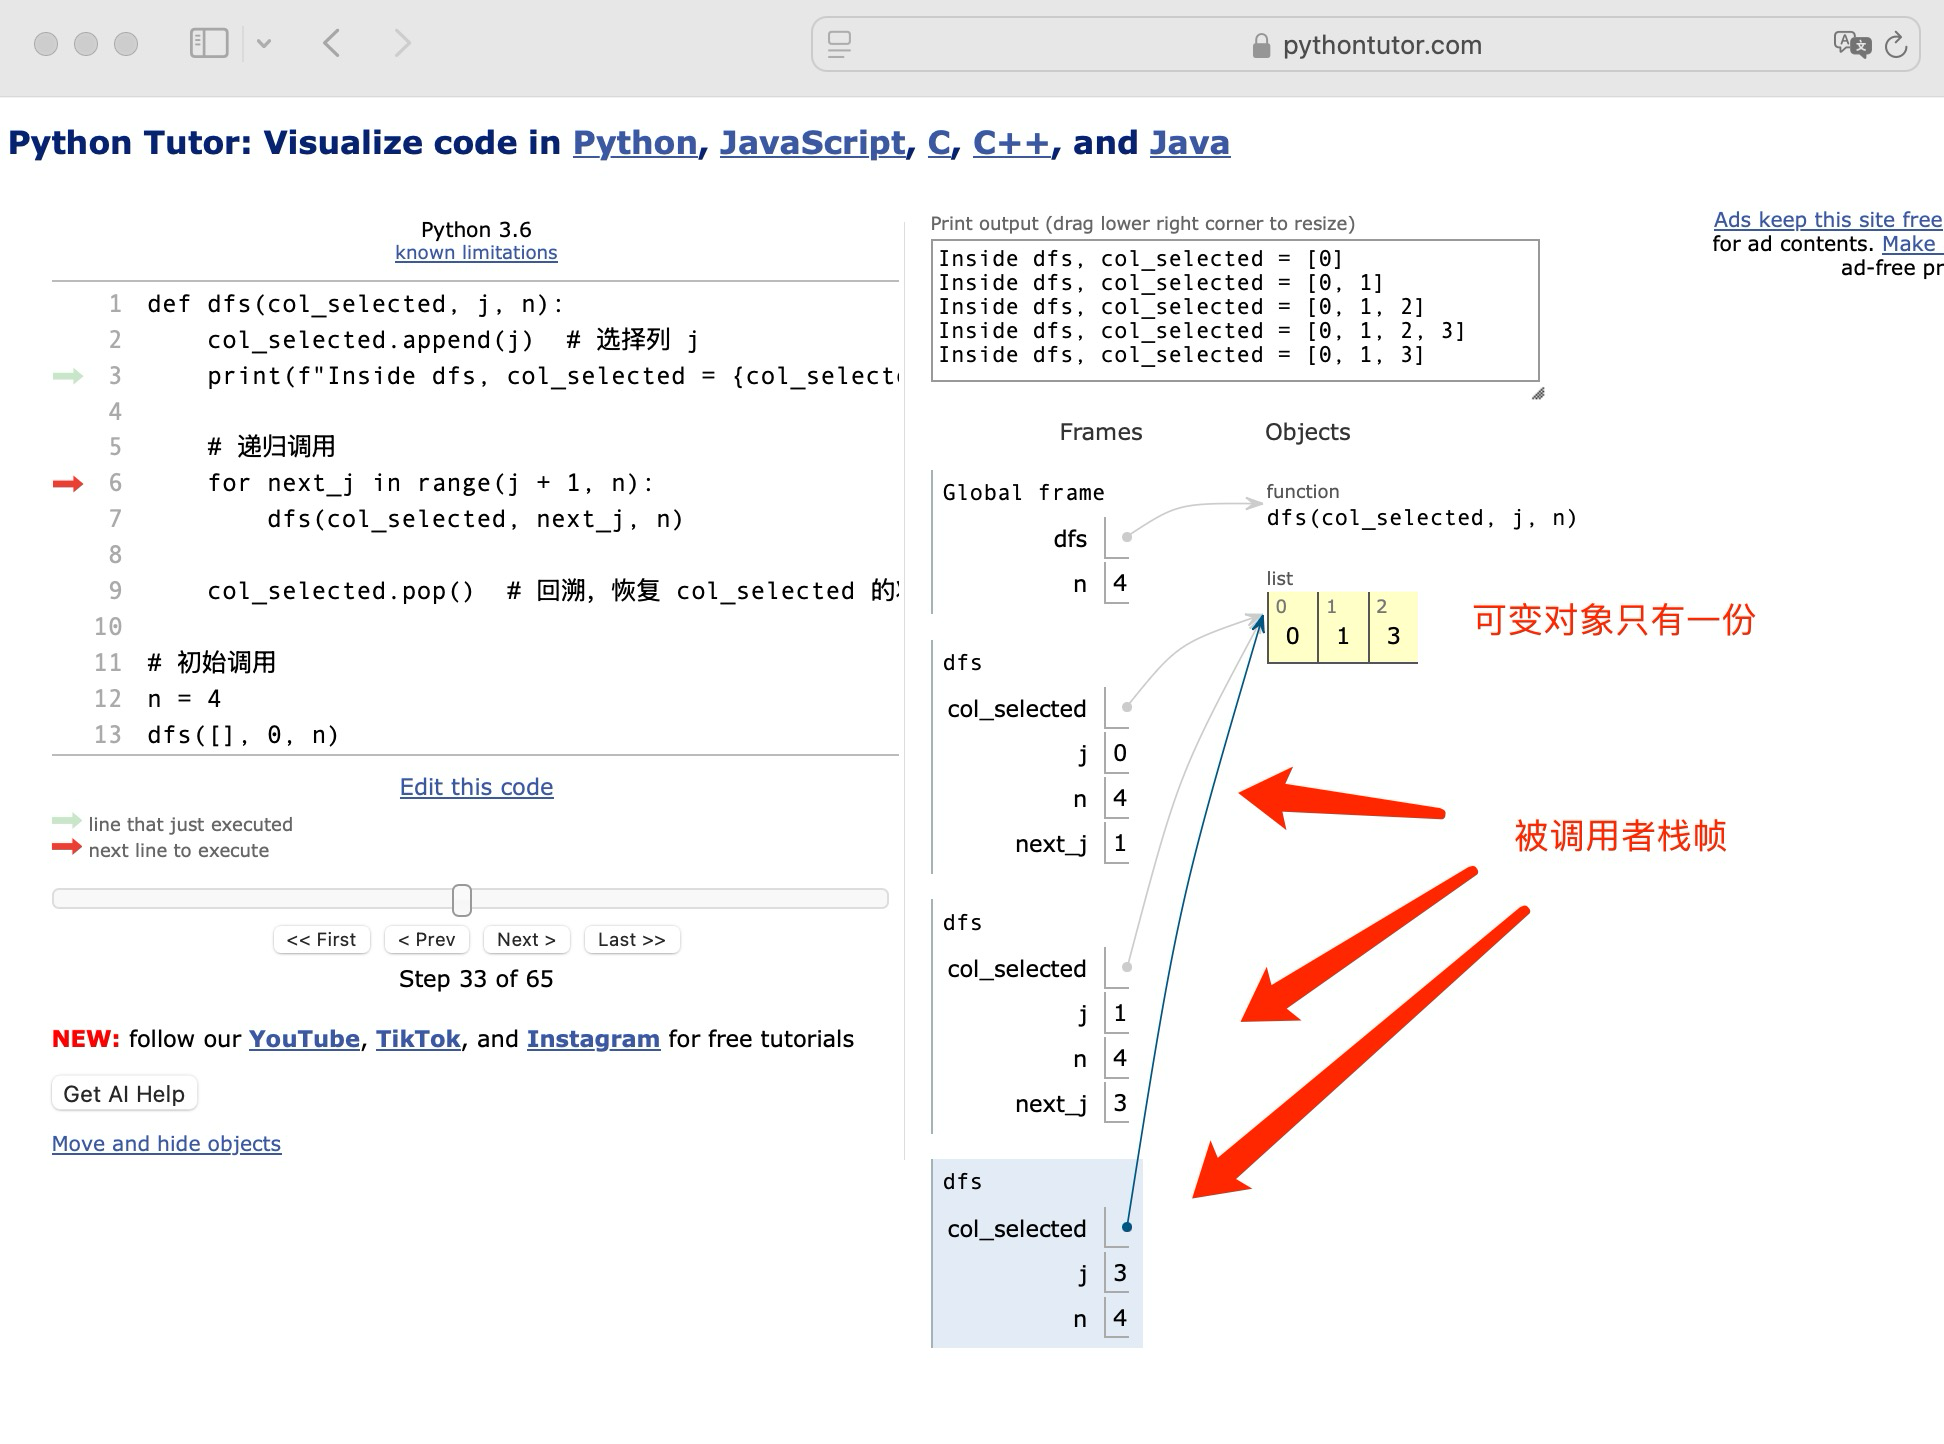 pythontutor.com
Python Tutor: Visualize code in Python, JavaScript, C, C++, and Java
Python 3.6
known limitations
1 def dfs(col_selected, j, n):
2 col_selected.append(j) # 选择列 j
3 print(f"Inside dfs, col_selected = {col_select
4
5 # 递归调用
6 for next_j in range(j + 1, n):
7 dfs(col_selected, next_j, n)
8
9 col_selected.pop() # 回溯，恢复 col_selected 的
10
11 # 初始调用
12 n = 4
13 dfs([], 0, n)
Edit this code
line that just executed
next line to execute
<< First
< Prev
Next >
Last >>
Step 33 of 65
NEW: follow our YouTube, TikTok, and Instagram for free tutorials
Get AI Help
Move and hide objects
Print output (drag lower right corner to resize)
Inside dfs, col_selected = [0]
Inside dfs, col_selected = [0, 1]
Inside dfs, col_selected = [0, 1, 2]
Inside dfs, col_selected = [0, 1, 2, 3]
Inside dfs, col_selected = [0, 1, 3]
Frames
Objects
Global frame
dfs
n 4
function
dfs(col_selected, j, n)
list
0 1 2
0 1 3
可变对象只有一份
dfs
col_selected
j 0
n 4
next_j 1
被调用者栈帧
dfs
col_selected
j 1
n 4
next_j 3
dfs
col_selected
j 3
n 4
Ads keep this site free
for ad contents. Make
ad-free pr